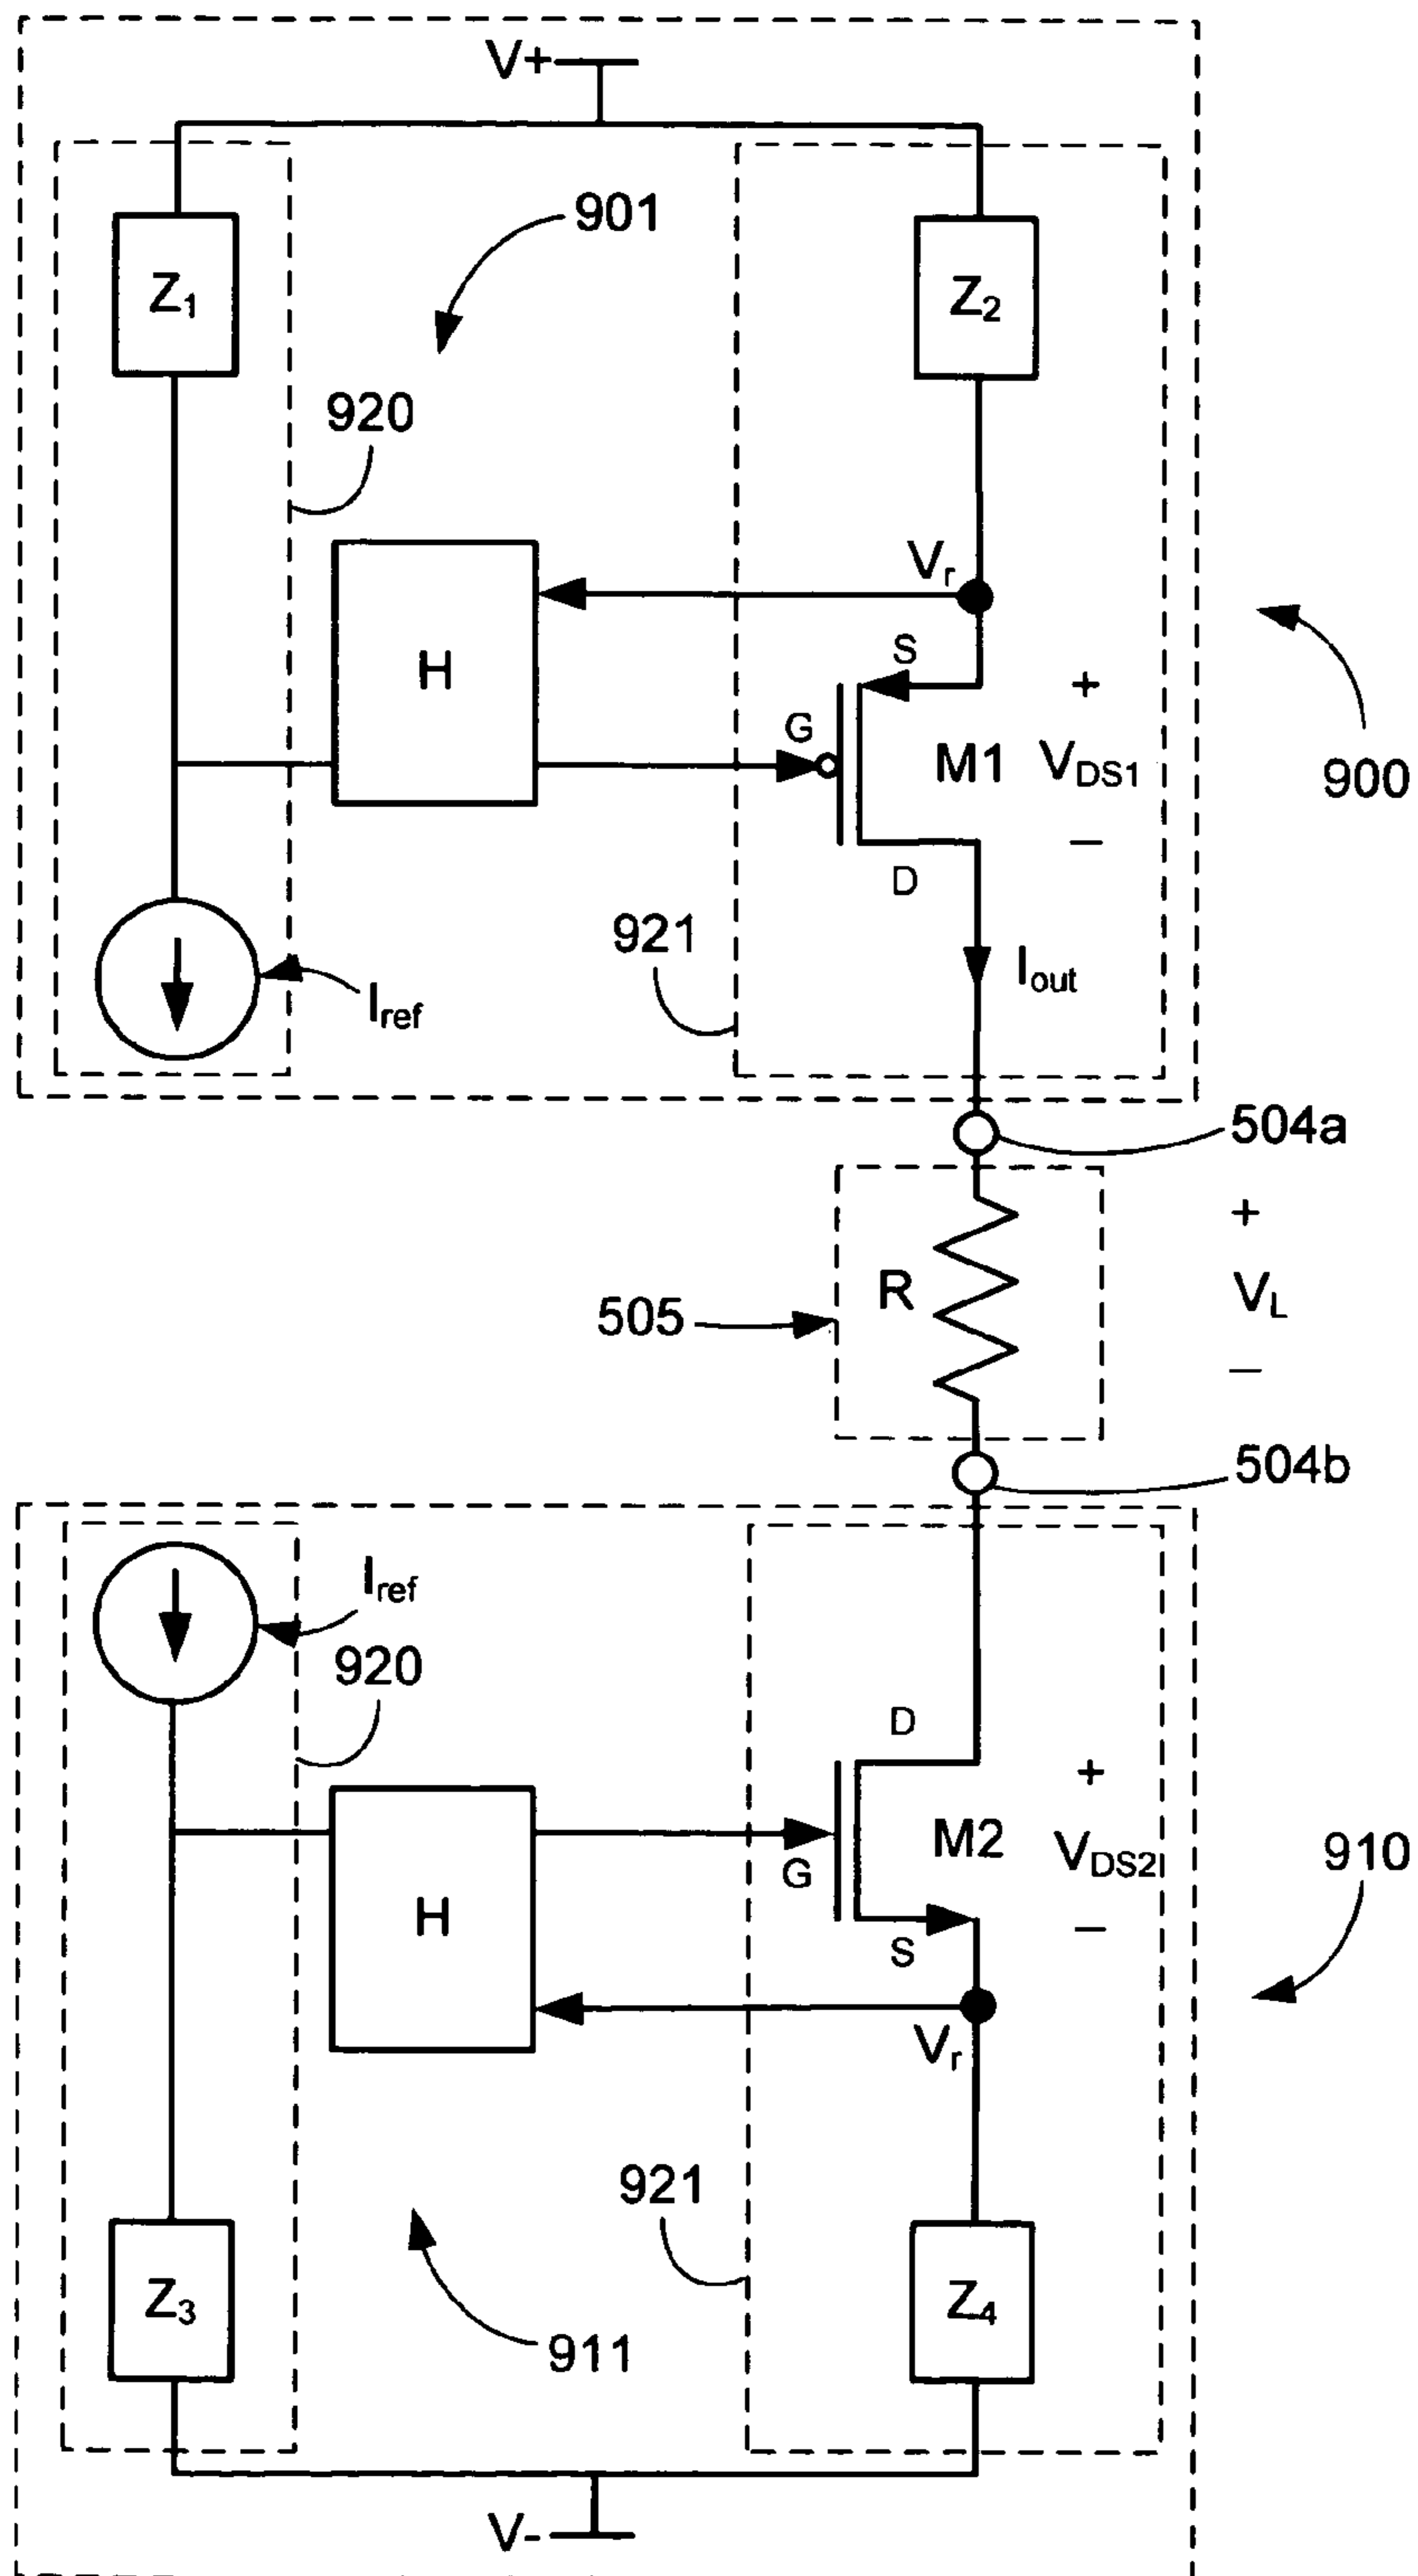 V+
901
Z1
Z2
920
Vr
S
H
G
M1
+
VDS1
–
900
D
921
Iout
Iref
504a
+
R
VL
505
–
504b
Iref
920
D
+
M2
VDS2
910
G
H
S
–
Vr
921
Z3
Z4
911
V-